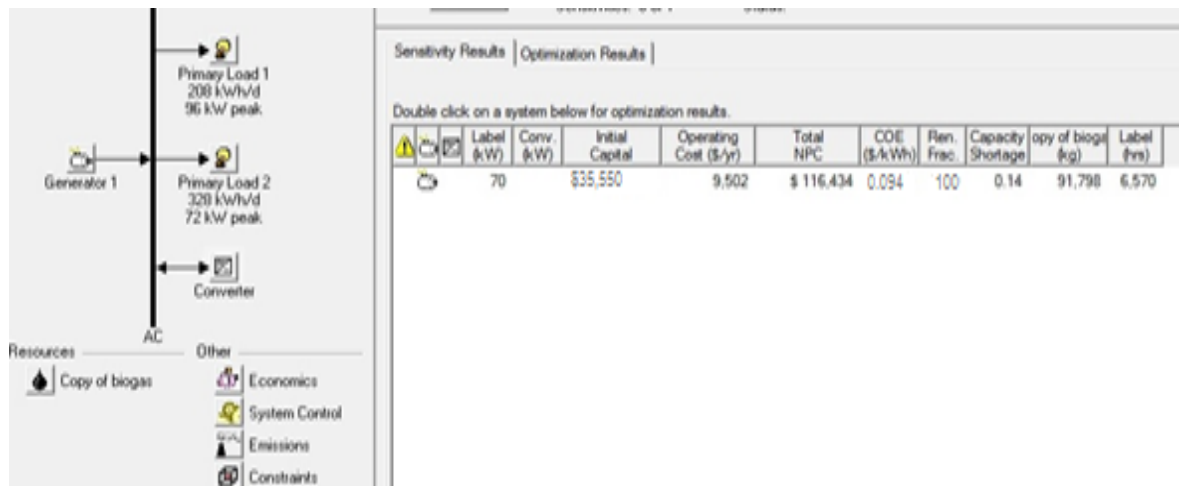 Primary Load 1
208 kWh/d
96 kW peak
Generator 1
Primary Load 2
328 kWh/d
72 kW peak
Converter
AC
Resources
Other
Copy of biogas
Economics
System Control
Emissions
Constraints
Sensitivity Results Optimization Results
Double click on a system below for optimization results.
Label (kW) Conv. (kW) Initial Capital Operating Cost ($/yr) Total NPC COE ($/kWh) Ren. Frac. Capacity Shortage opy of bioga (kg) Label (hrs)
70 $35,550 9,502 $ 116,434 0.094 100 0.14 91,798 6,570